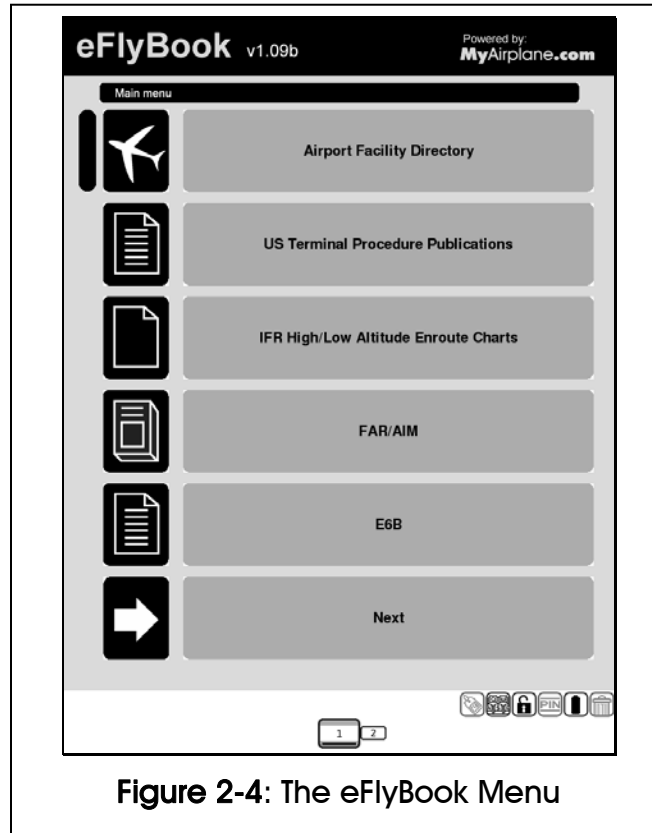 eFlyBook v1.09b
Powered by:
MyAirplane.com
Main menu
Airport Facility Directory
US Terminal Procedure Publications
IFR High/Low Altitude Enroute Charts
FAR/AIM
E6B
Next
PIN
1 2
Figure 2-4: The eFlyBook Menu